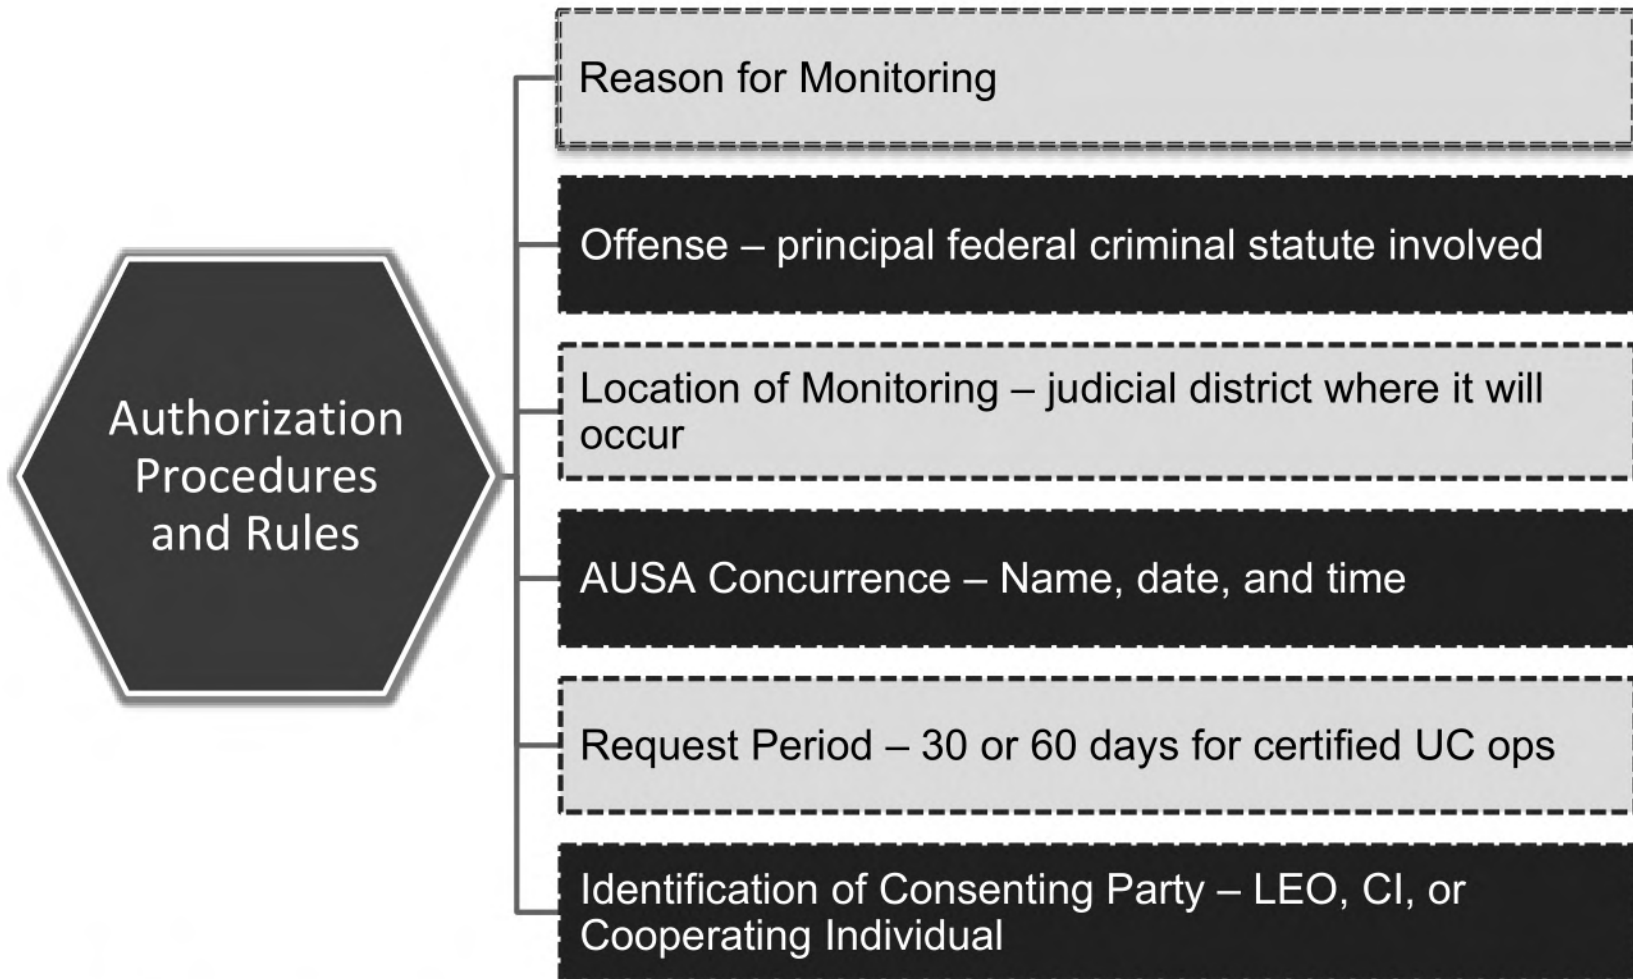 Authorization
Procedures
and Rules
Reason for Monitoring
Offense – principal federal criminal statute involved
Location of Monitoring – judicial district where it will
occur
AUSA Concurrence – Name, date, and time
Request Period – 30 or 60 days for certified UC ops
Identification of Consenting Party – LEO, CI, or
Cooperating Individual